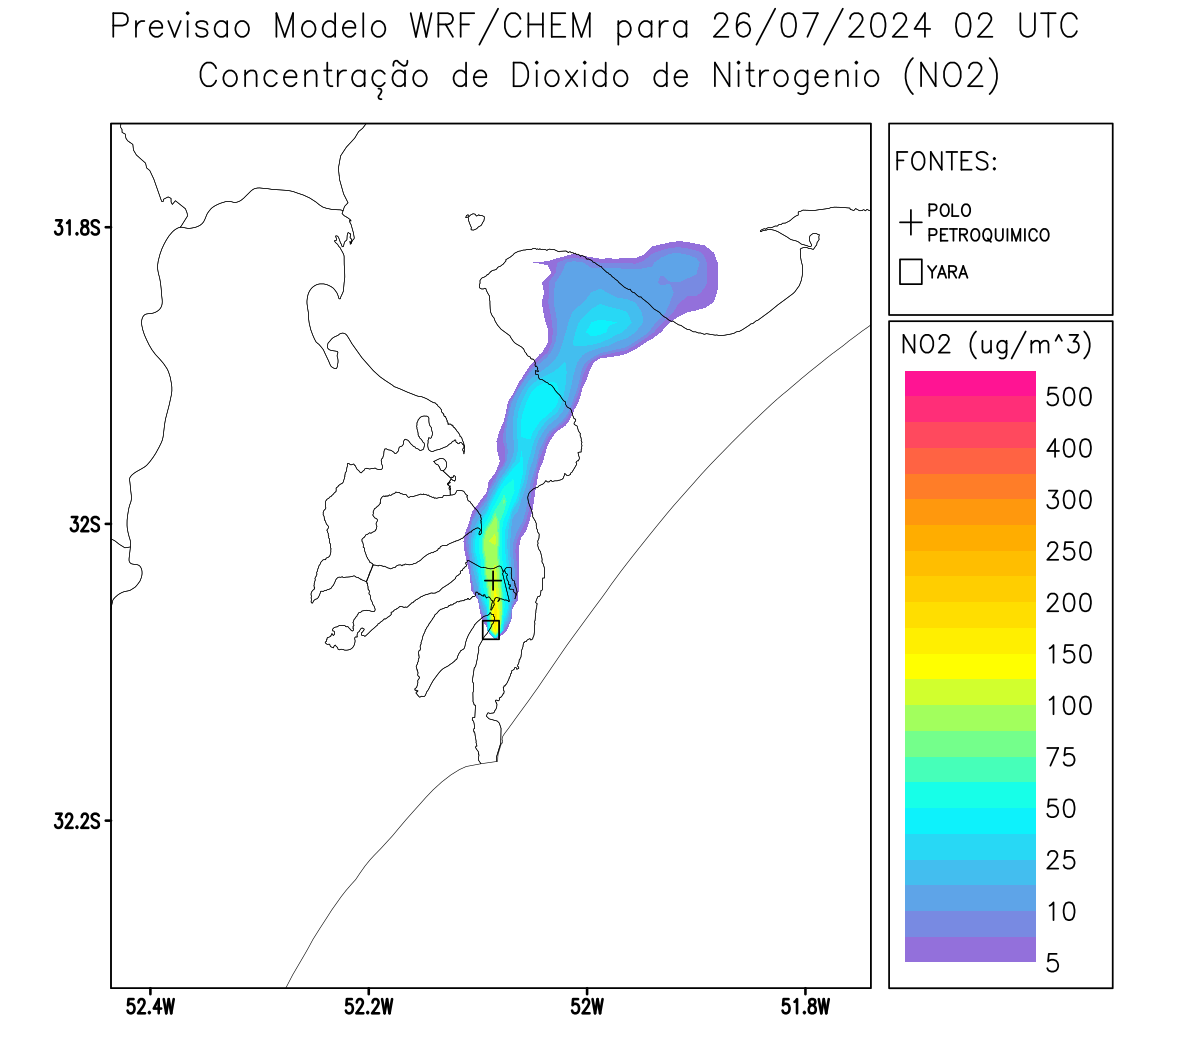 Previsao Modelo WRF/CHEM para 26/07/2024 02 UTC
Concentração de Dioxido de Nitrogenio (NO2)
FONTES:
POLO
PETROQUIMICO
YARA
NO2 (ug/m^3)
500
400
300
250
200
150
100
75
50
25
10
5
31.8S
32S
32.2S
52.4W
52.2W
52W
51.8W